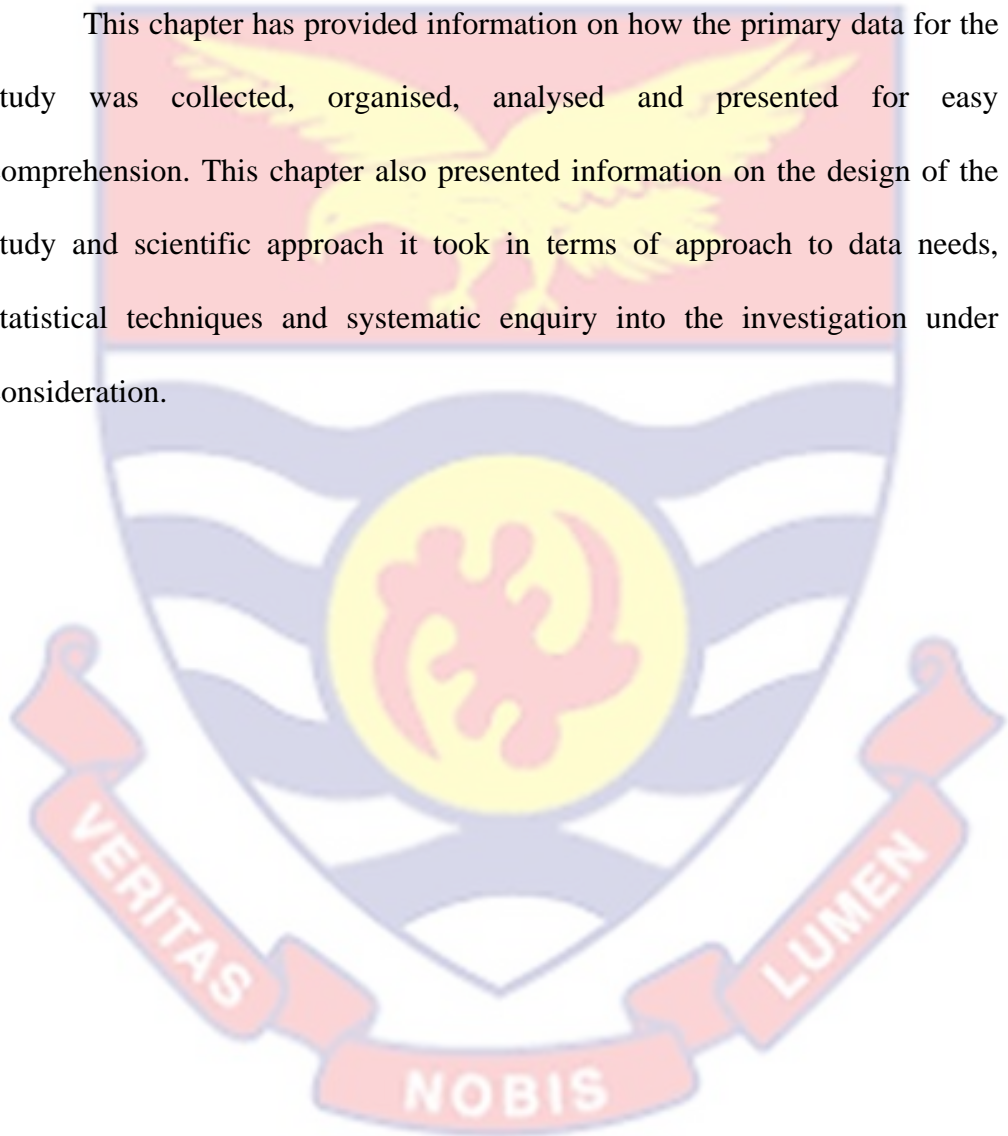 This chapter has provided information on how the primary data for the
tudy was collected, organised, analysed and presented for easy
omprehension. This chapter also presented information on the design of the
tudy and scientific approach it took in terms of approach to data needs,
tatistical techniques and systematic enquiry into the investigation under
onsideration.
VERITAS
NOBIS
LUMEN